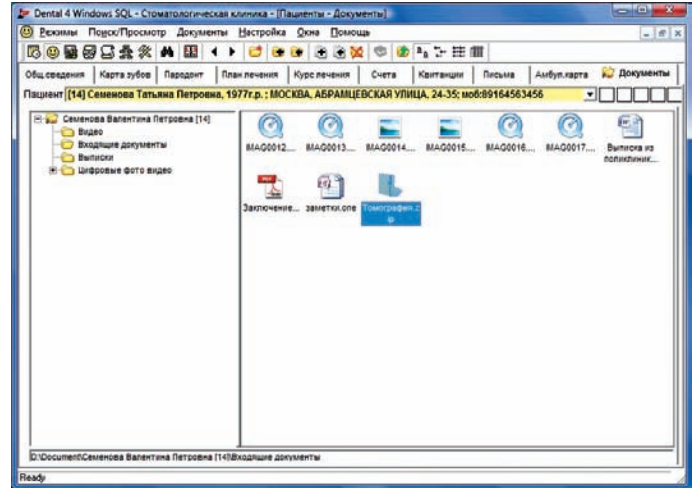 Dental 4 Windows SQL - Стоматологическая клиника - [Пациенты - Документы]
Режимы Поиск/Просмотр Документы Настройка Окна Помощь
Общ.сведения Карта зубов Пародонт План лечения Курс лечения Счета Квитанции Письма Амбул.карта Документы
Пациент [14] Семенова Татьяна Петровна, 1977г.р. ; МОСКВА, АБРАМЦЕВСКАЯ УЛИЦА, 24-35; моб:89164563456
Семенова Валентина Петровна [14]
Видео
Входящие документы
Выписки
Цифровые фото видео
MAG0012.... MAG0013.... MAG0014.... MAG0015.... MAG0016.... MAG0017.... Выписка из
поликлиник...
Заключение... заметки.one Томография.z
ip
D:\Document\Семенова Валентина Петровна [14]\Входящие документы
Ready